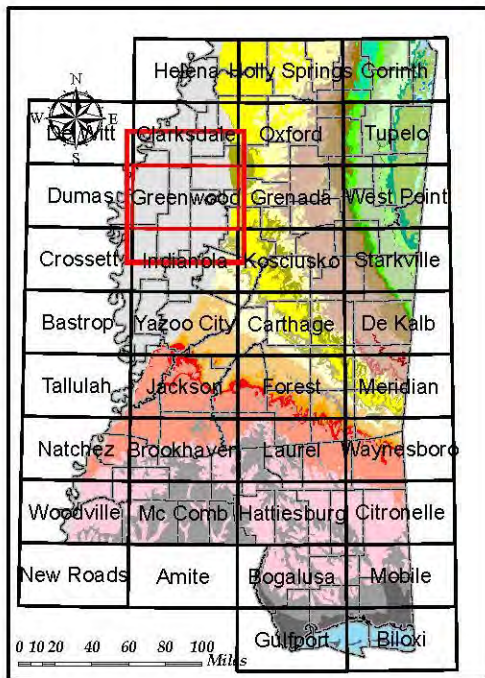 Helena Holly Springs Corinth
N
W E
S
De Witt Clarksdale Oxford Tupelo
Dumas Greenwood Grenada West Point
Crossett Indianola Kosciusko Starkville
Bastrop Yazoo City Carthage De Kalb
Tallulah Jackson Forest Meridian
Natchez Brookhaven Laurel Waynesboro
Woodville Mc Comb Hattiesburg Citronelle
New Roads Amite Bogalusa Mobile
Gulfport Biloxi
0 10 20 40 60 80 100
Miles